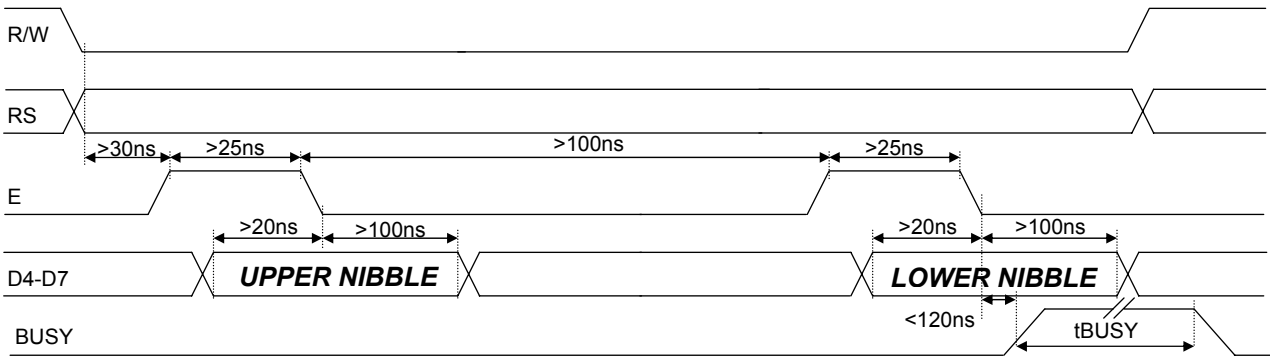 R/W
RS
>30ns >25ns >100ns >25ns
E
>20ns >100ns >20ns >100ns
D4-D7 UPPER NIBBLE LOWER NIBBLE
<120ns tBUSY
BUSY